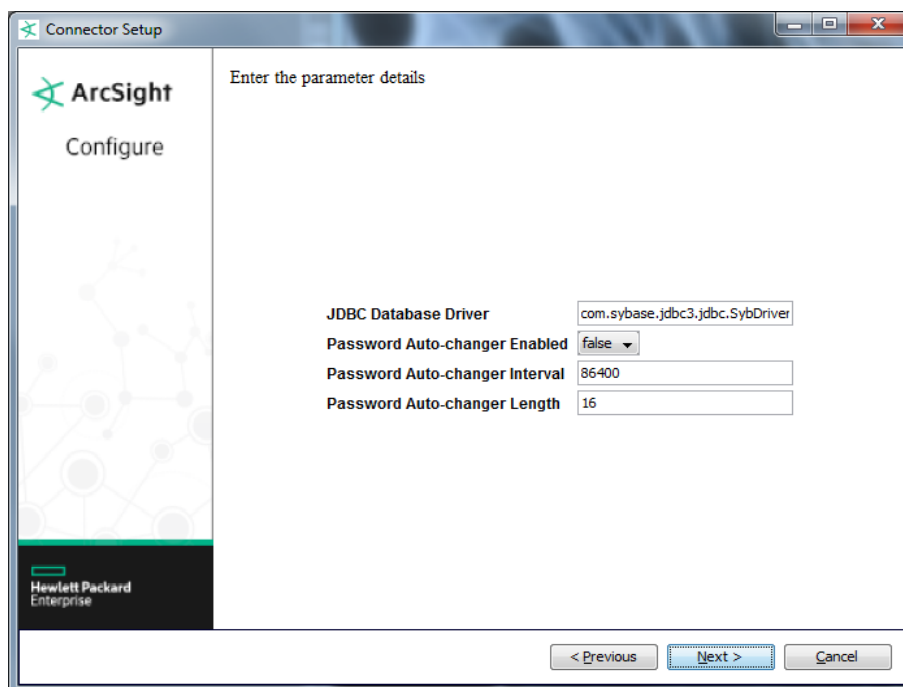 Connector Setup
ArcSight
Configure
Enter the parameter details
JDBC Database Driver com.sybase.jdbc3.jdbc.SybDriver
Password Auto-changer Enabled false
Password Auto-changer Interval 86400
Password Auto-changer Length 16
Hewlett Packard
Enterprise
< Previous Next > Cancel